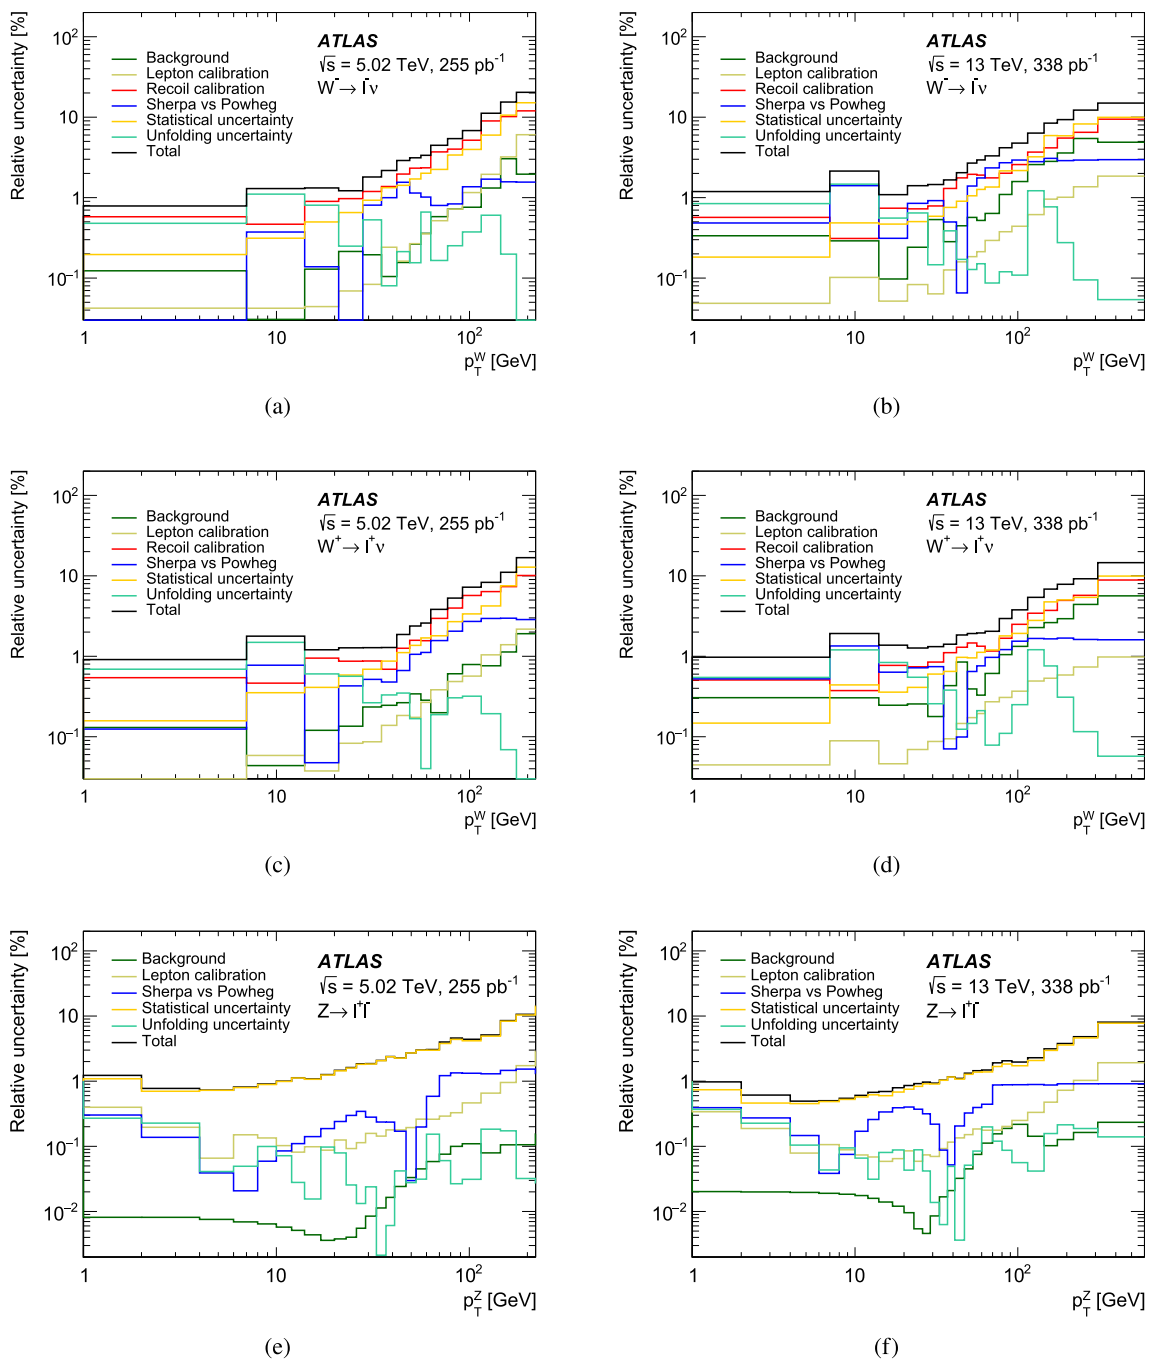 Relative uncertainty [%]
10²
10
1
10⁻¹
Background
Lepton calibration
Recoil calibration
Sherpa vs Powheg
Statistical uncertainty
Unfolding uncertainty
Total
ATLAS
√s = 5.02 TeV, 255 pb⁻¹
W⁻→ l⁻ν
1 10 10²
p_T^W [GeV]
(a)
Relative uncertainty [%]
10²
10
1
10⁻¹
Background
Lepton calibration
Recoil calibration
Sherpa vs Powheg
Statistical uncertainty
Unfolding uncertainty
Total
ATLAS
√s = 13 TeV, 338 pb⁻¹
W⁻→ l⁻ν
1 10 10²
p_T^W [GeV]
(b)
Relative uncertainty [%]
10²
10
1
10⁻¹
Background
Lepton calibration
Recoil calibration
Sherpa vs Powheg
Statistical uncertainty
Unfolding uncertainty
Total
ATLAS
√s = 5.02 TeV, 255 pb⁻¹
W⁺→ l⁺ν
1 10 10²
p_T^W [GeV]
(c)
Relative uncertainty [%]
10²
10
1
10⁻¹
Background
Lepton calibration
Recoil calibration
Sherpa vs Powheg
Statistical uncertainty
Unfolding uncertainty
Total
ATLAS
√s = 13 TeV, 338 pb⁻¹
W⁺→ l⁺ν
1 10 10²
p_T^W [GeV]
(d)
Relative uncertainty [%]
10²
10
1
10⁻¹
10⁻²
Background
Lepton calibration
Sherpa vs Powheg
Statistical uncertainty
Unfolding uncertainty
Total
ATLAS
√s = 5.02 TeV, 255 pb⁻¹
Z→ l⁺l⁻
1 10 10²
p_T^Z [GeV]
(e)
Relative uncertainty [%]
10²
10
1
10⁻¹
10⁻²
Background
Lepton calibration
Sherpa vs Powheg
Statistical uncertainty
Unfolding uncertainty
Total
ATLAS
√s = 13 TeV, 338 pb⁻¹
Z→ l⁺l⁻
1 10 10²
p_T^Z [GeV]
(f)